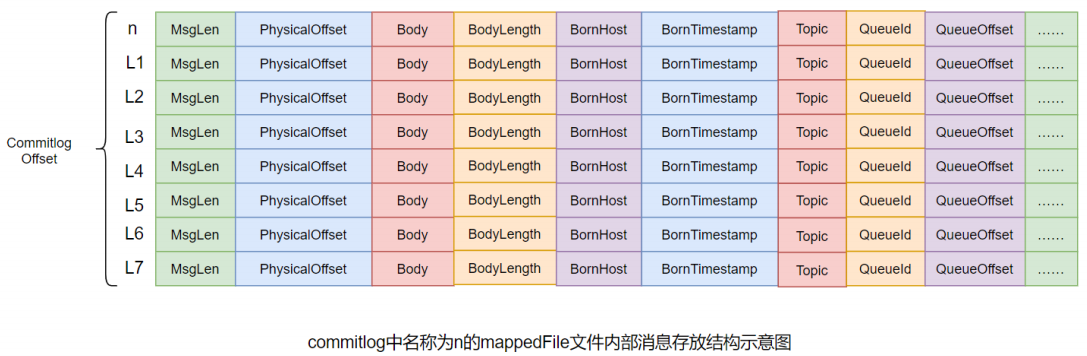 n MsgLen PhysicalOffset Body BodyLength BornHost BornTimestamp Topic QueueId QueueOffset ......
L1 MsgLen PhysicalOffset Body BodyLength BornHost BornTimestamp Topic QueueId QueueOffset ......
L2 MsgLen PhysicalOffset Body BodyLength BornHost BornTimestamp Topic QueueId QueueOffset ......
L3 MsgLen PhysicalOffset Body BodyLength BornHost BornTimestamp Topic QueueId QueueOffset ......
Commitlog
Offset
L4 MsgLen PhysicalOffset Body BodyLength BornHost BornTimestamp Topic QueueId QueueOffset ......
L5 MsgLen PhysicalOffset Body BodyLength BornHost BornTimestamp Topic QueueId QueueOffset ......
L6 MsgLen PhysicalOffset Body BodyLength BornHost BornTimestamp Topic QueueId QueueOffset ......
L7 MsgLen PhysicalOffset Body BodyLength BornHost BornTimestamp Topic QueueId QueueOffset ......
commitlog中名称为n的mappedFile文件内部消息存放结构示意图